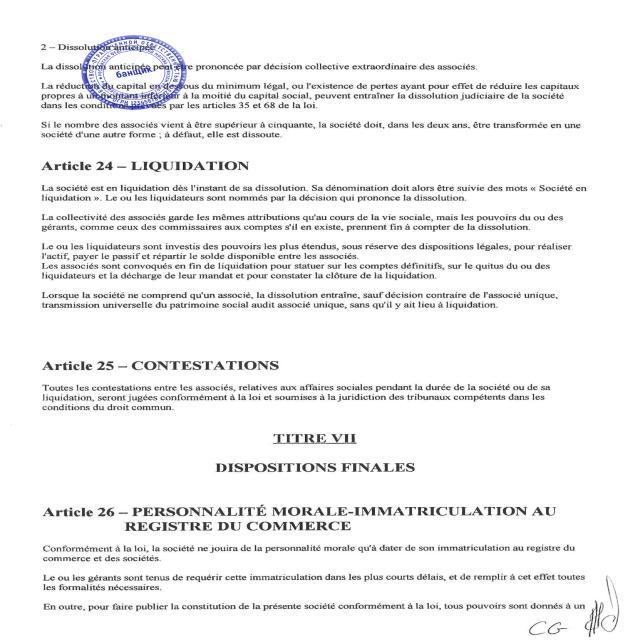 2 – Dissolution anticipée
банщик
La dissolution anticipée peut être prononcée par décision collective extraordinaire des associés.
La réduction du capital en dessous du minimum légal, ou l'existence de pertes ayant pour effet de réduire les capitaux
propres à un montant inférieur à la moitié du capital social, peuvent entraîner la dissolution judiciaire de la société
dans les conditions prévues par les articles 35 et 68 de la loi.
Si le nombre des associés vient à être supérieur à cinquante, la société doit, dans les deux ans, être transformée en une
société d'une autre forme ; à défaut, elle est dissoute.
Article 24 – LIQUIDATION
La société est en liquidation dès l'instant de sa dissolution. Sa dénomination doit alors être suivie des mots « Société en
liquidation ». Le ou les liquidateurs sont nommés par la décision qui prononce la dissolution.
La collectivité des associés garde les mêmes attributions qu'au cours de la vie sociale, mais les pouvoirs du ou des
gérants, comme ceux des commissaires aux comptes s'il en existe, prennent fin à compter de la dissolution.
Le ou les liquidateurs sont investis des pouvoirs les plus étendus, sous réserve des dispositions légales, pour réaliser
l'actif, payer le passif et répartir le solde disponible entre les associés.
Les associés sont convoqués en fin de liquidation pour statuer sur les comptes définitifs, sur le quitus du ou des
liquidateurs et la décharge de leur mandat et pour constater la clôture de la liquidation.
Lorsque la société ne comprend qu'un associé, la dissolution entraîne, sauf décision contraire de l'associé unique,
transmission universelle du patrimoine social audit associé unique, sans qu'il y ait lieu à liquidation.
Article 25 – CONTESTATIONS
Toutes les contestations entre les associés, relatives aux affaires sociales pendant la durée de la société ou de sa
liquidation, seront jugées conformément à la loi et soumises à la juridiction des tribunaux compétents dans les
conditions du droit commun.
TITRE VII
DISPOSITIONS FINALES
Article 26 – PERSONNALITÉ MORALE-IMMATRICULATION AU
REGISTRE DU COMMERCE
Conformément à la loi, la société ne jouira de la personnalité morale qu'à dater de son immatriculation au registre du
commerce et des sociétés.
Le ou les gérants sont tenus de requérir cette immatriculation dans les plus courts délais, et de remplir à cet effet toutes
les formalités nécessaires.
En outre, pour faire publier la constitution de la présente société conformément à la loi, tous pouvoirs sont donnés à un
CG